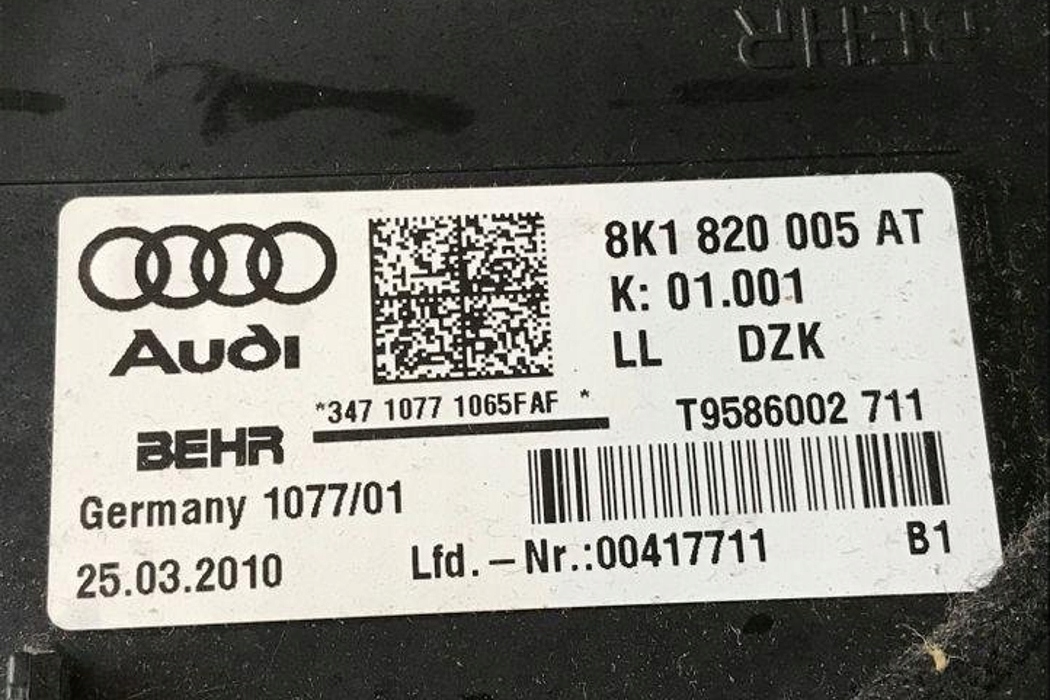 BEHR
8K1 820 005 AT
K: 01.001
LL DZK
Audi
*347 1077 1065FAF *
T9586002 711
BEHR
Germany 1077/01
25.03.2010
Lfd.-Nr.:00417711
B1